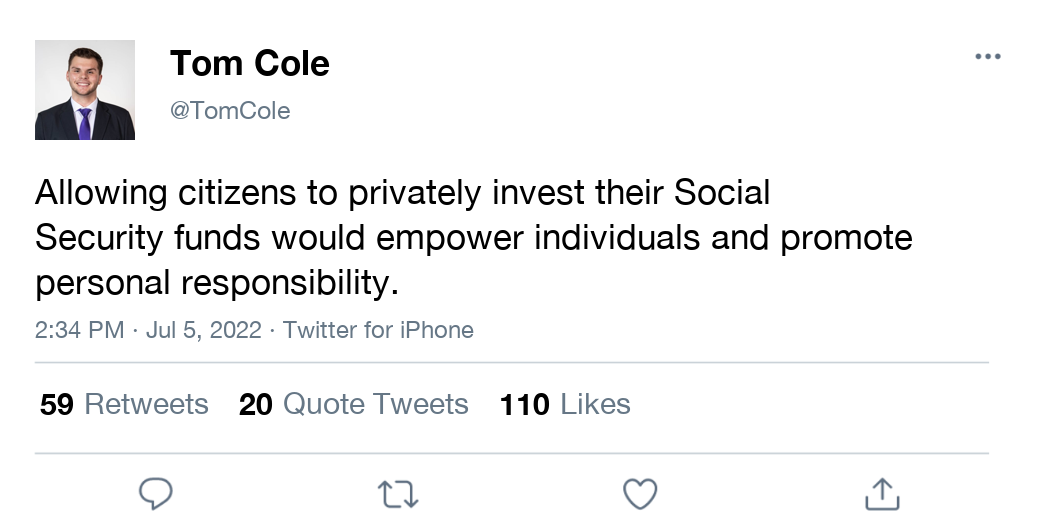 Tom Cole
@TomCole
Allowing citizens to privately invest their Social
Security funds would empower individuals and promote
personal responsibility.
2:34 PM · Jul 5, 2022 · Twitter for iPhone
59 Retweets 20 Quote Tweets 110 Likes